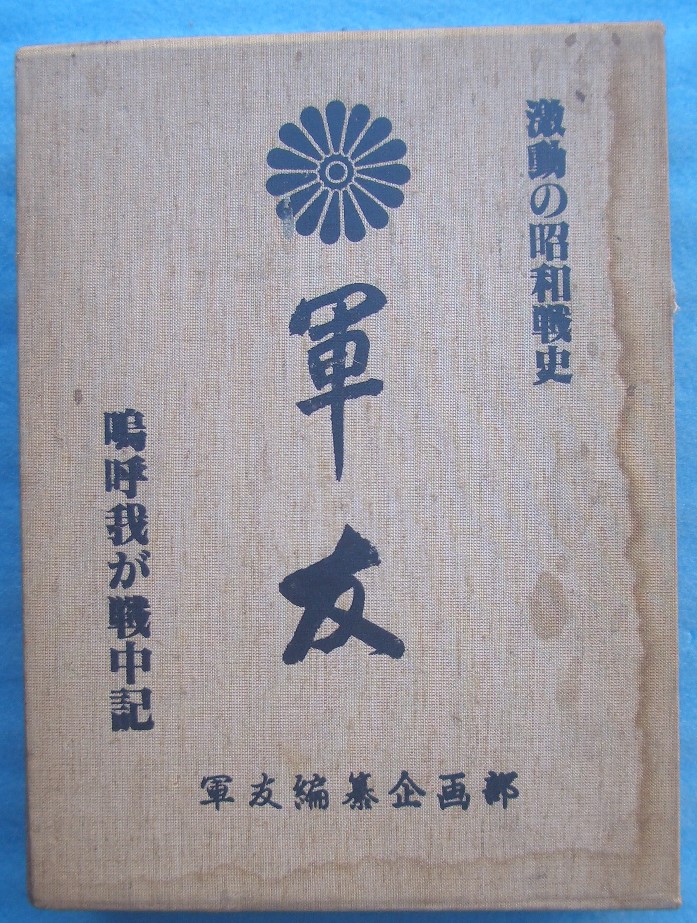 激動の昭和戦史
軍友
嗚呼我が戦中記
軍友編纂企画部